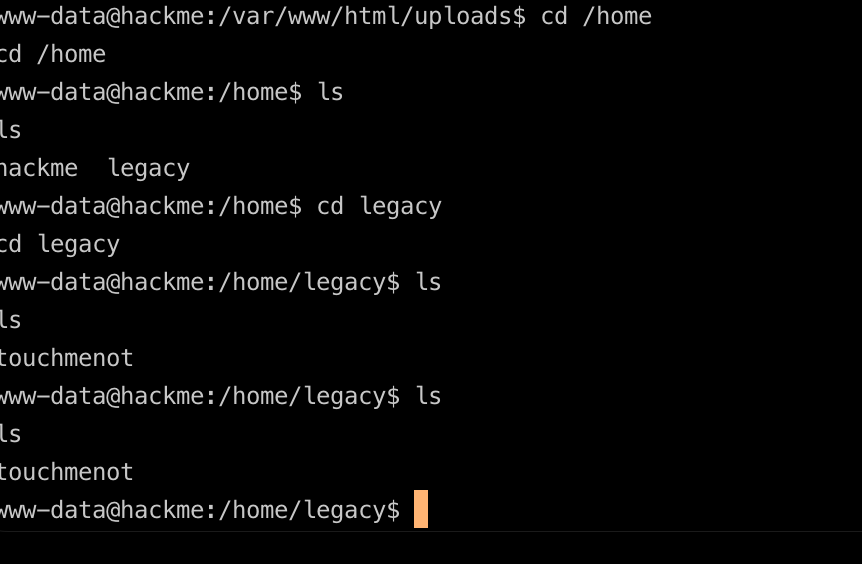 www-data@hackme:/var/www/html/uploads$ cd /home
cd /home
www-data@hackme:/home$ ls
ls
hackme  legacy
www-data@hackme:/home$ cd legacy
cd legacy
www-data@hackme:/home/legacy$ ls
ls
touchmenot
www-data@hackme:/home/legacy$ ls
ls
touchmenot
www-data@hackme:/home/legacy$